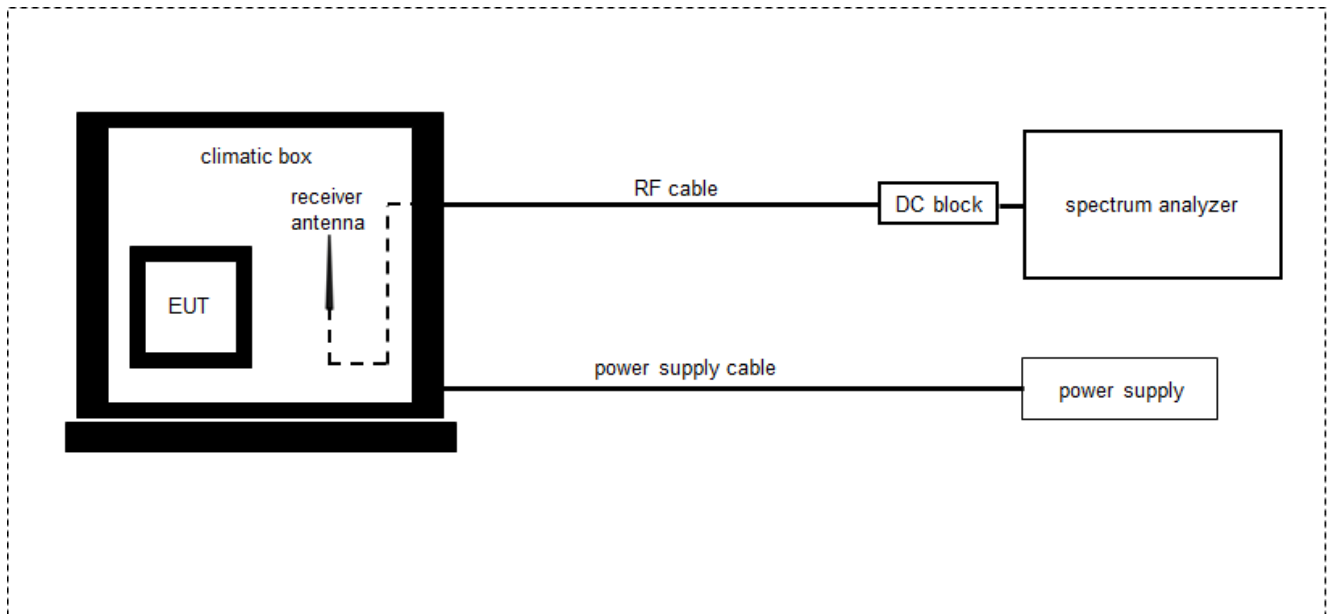 climatic box
receiver
antenna
EUT
RF cable
DC block
spectrum analyzer
power supply cable
power supply